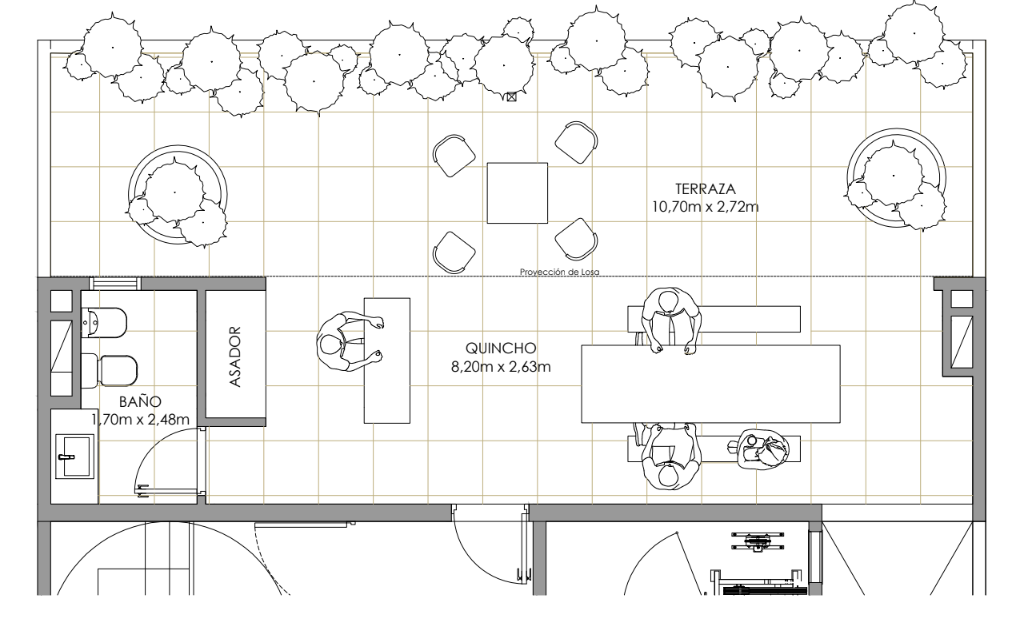 TERRAZA
10,70m x 2,72m
Proyección de Losa
ASADOR
QUINCHO
8,20m x 2,63m
BAÑO
1,70m x 2,48m